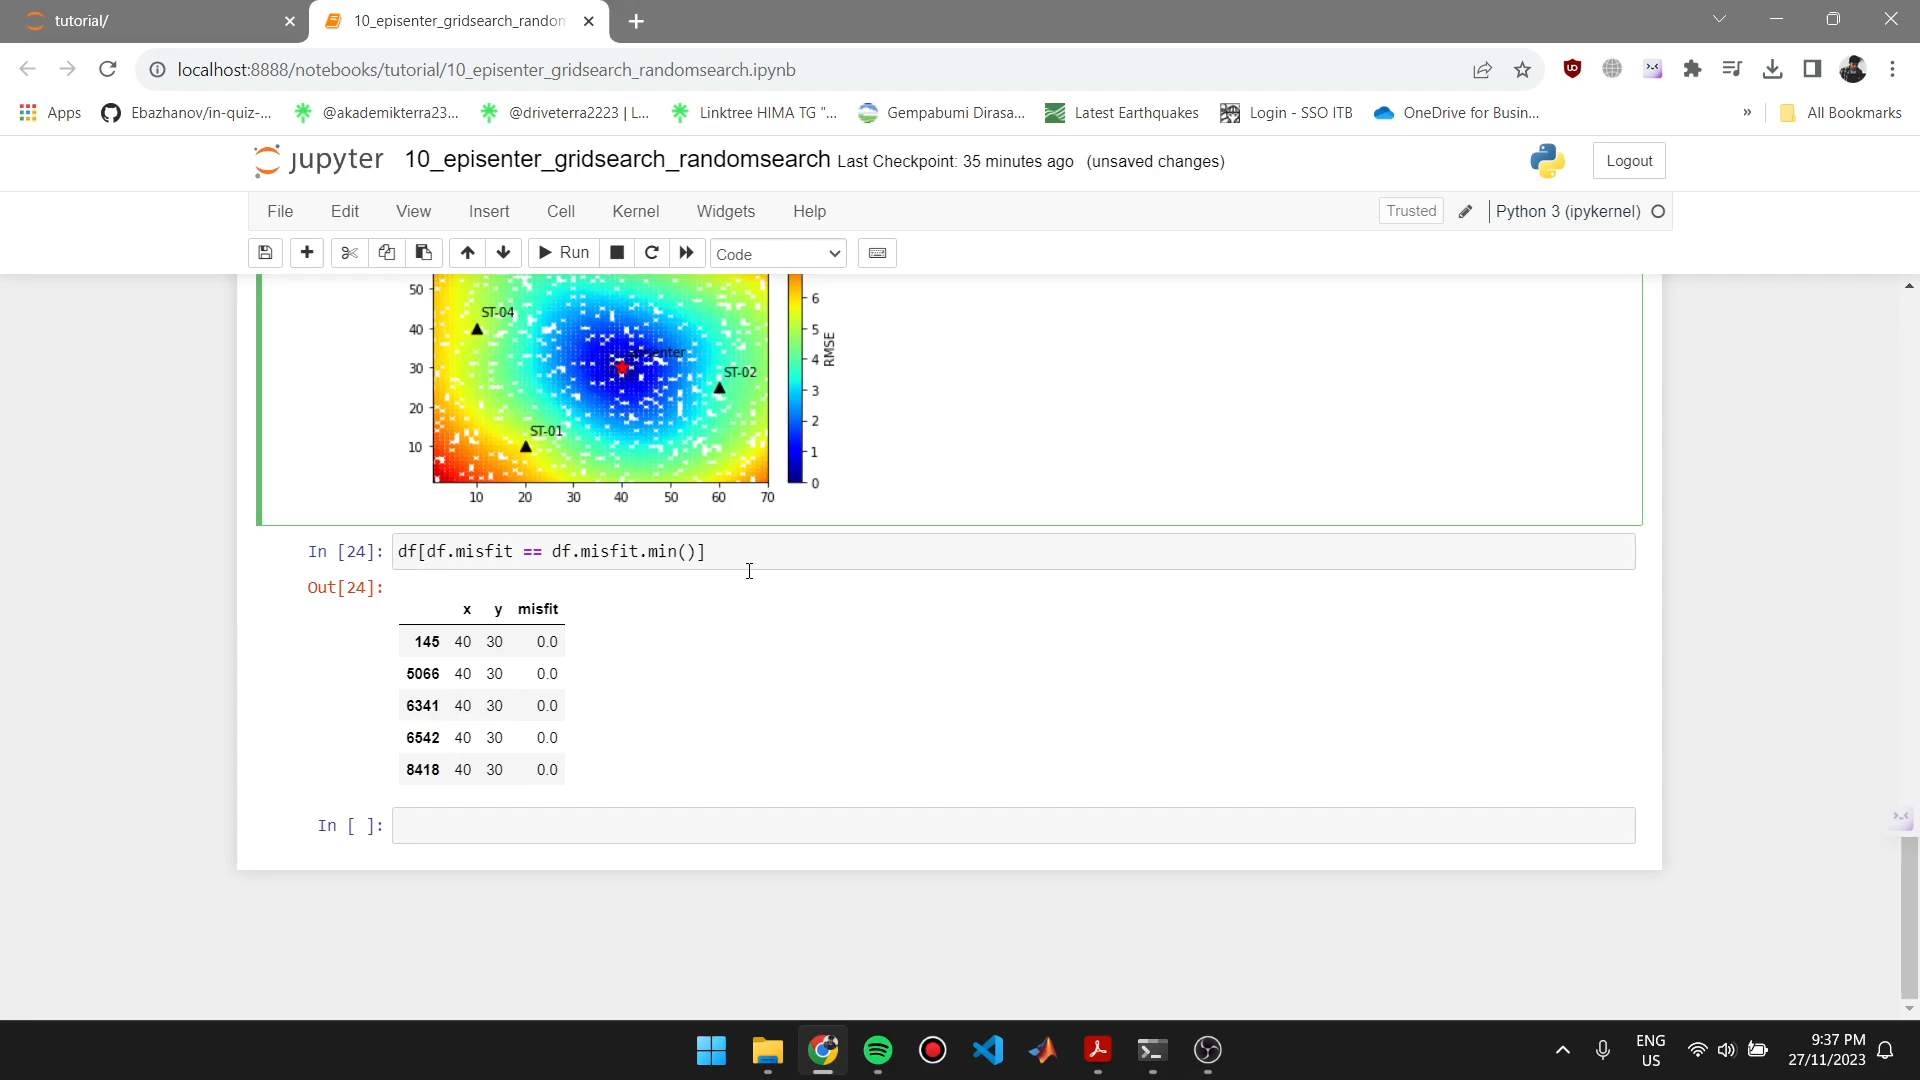 tutorial/
10_episenter_gridsearch_random
localhost:8888/notebooks/tutorial/10_episenter_gridsearch_randomsearch.ipynb
Apps
Ebazhanov/in-quiz-...
@akademikterra23...
@driveterra2223 | L...
Linktree HIMA TG "...
Gempabumi Dirasa...
Latest Earthquakes
Login - SSO ITB
OneDrive for Busin...
»
All Bookmarks
jupyter 10_episenter_gridsearch_randomsearch Last Checkpoint: 35 minutes ago (unsaved changes)
Logout
File Edit View Insert Cell Kernel Widgets Help
Trusted
Python 3 (ipykernel)
Run
Code
50
40
30
20
10
ST-04
ST-02
ST-01
10 20 30 40 50 60 70
6
5
4
3
2
1
0
RMSE
In [24]: df[df.misfit == df.misfit.min()]
Out[24]:
x y misfit
145 40 30 0.0
5066 40 30 0.0
6341 40 30 0.0
6542 40 30 0.0
8418 40 30 0.0
In [ ]:
ENG
US
9:37 PM
27/11/2023